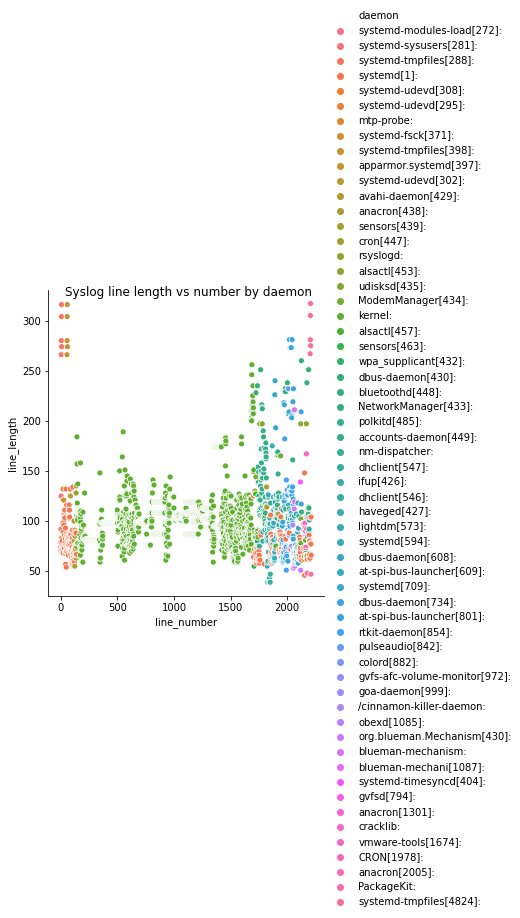 daemon
systemd-modules-load[272]:
systemd-sysusers[281]:
systemd-tmpfiles[288]:
systemd[1]:
systemd-udevd[308]:
systemd-udevd[295]:
mtp-probe:
systemd-fsck[371]:
systemd-tmpfiles[398]:
apparmor.systemd[397]:
systemd-udevd[302]:
avahi-daemon[429]:
anacron[438]:
sensors[439]:
cron[447]:
rsyslogd:
alsactl[453]:
udisksd[435]:
ModemManager[434]:
kernel:
alsactl[457]:
sensors[463]:
wpa_supplicant[432]:
dbus-daemon[430]:
bluetoothd[448]:
NetworkManager[433]:
polkitd[485]:
accounts-daemon[449]:
nm-dispatcher:
dhclient[547]:
ifup[426]:
dhclient[546]:
haveged[427]:
lightdm[573]:
systemd[594]:
dbus-daemon[608]:
at-spi-bus-launcher[609]:
systemd[709]:
dbus-daemon[734]:
at-spi-bus-launcher[801]:
rtkit-daemon[854]:
pulseaudio[842]:
colord[882]:
gvfs-afc-volume-monitor[972]:
goa-daemon[999]:
/cinnamon-killer-daemon:
obexd[1085]:
org.blueman.Mechanism[430]:
blueman-mechanism:
blueman-mechani[1087]:
systemd-timesyncd[404]:
gvfsd[794]:
anacron[1301]:
cracklib:
vmware-tools[1674]:
CRON[1978]:
anacron[2005]:
PackageKit:
systemd-tmpfiles[4824]:
Syslog line length vs number by daemon
line_length
300
250
200
150
100
50
0
500
1000
1500
2000
line_number